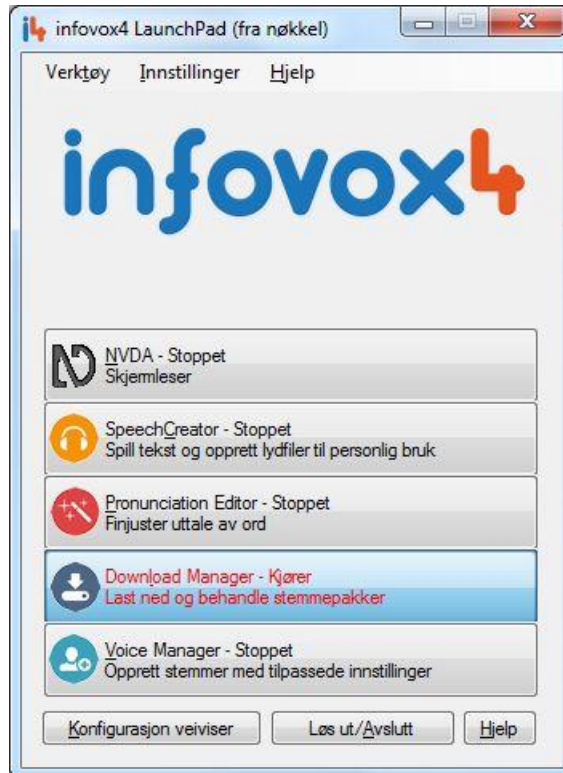 infovox4 LaunchPad (fra nøkkel)
Verktøy Innstillinger Hjelp
infovox4
NVDA - Stoppet
Skjemleser
SpeechCreator - Stoppet
Spill tekst og opprett lydfiler til personlig bruk
Pronunciation Editor - Stoppet
Finjuster uttale av ord
Download Manager - Kjører
Last ned og behandle stemmepakker
Voice Manager - Stoppet
Opprett stemmer med tilpassede innstillinger
Konfigurasjon veiviser Løs ut/Avslutt Hjelp